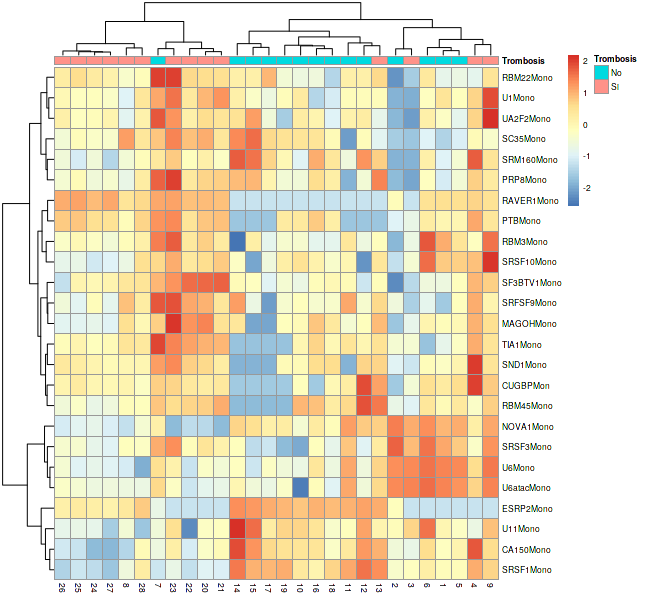 Trombosis
RBM22Mono
U1Mono
UA2F2Mono
SC35Mono
SRM160Mono
PRP8Mono
RAVER1Mono
PTBMono
RBM3Mono
SRSF10Mono
SF3BTV1Mono
SRFSF9Mono
MAGOHMono
TIA1Mono
SND1Mono
CUGBPMon
RBM45Mono
NOVA1Mono
SRSF3Mono
U6Mono
U6atacMono
ESRP2Mono
U11Mono
CA150Mono
SRSF1Mono
26 25 24 27 8 28 7 23 22 20 21 14 15 17 19 10 16 18 11 12 13 2 3 6 1 5 4 9
2
1
0
-1
-2
Trombosis
No
SI